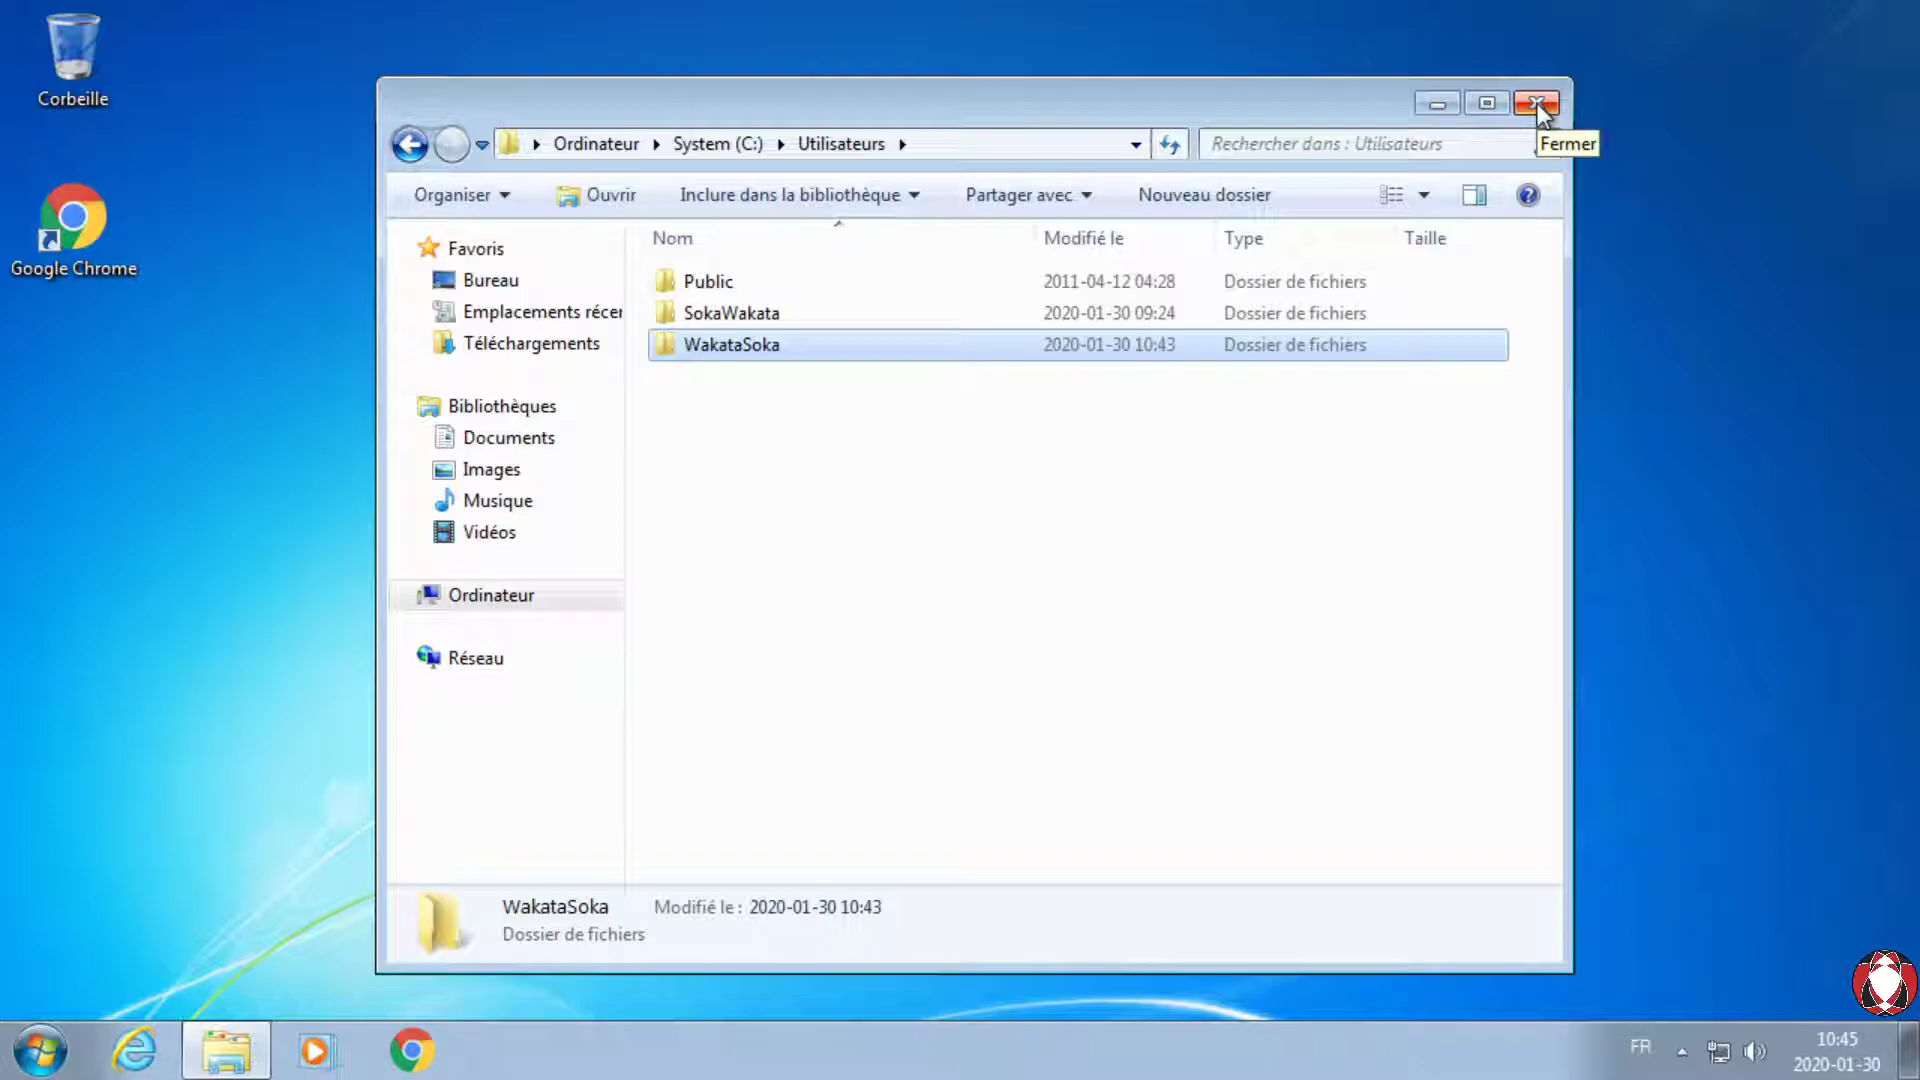 Corbeille
Google Chrome
Ordinateur System (C:) Utilisateurs
Rechercher dans : Utilisateurs
Fermer
Organiser Ouvrir Inclure dans la bibliothèque Partager avec Nouveau dossier
Favoris
Bureau
Emplacements récer
Téléchargements
Bibliothèques
Documents
Images
Musique
Vidéos
Ordinateur
Réseau
Nom Modifié le Type Taille
Public 2011-04-12 04:28 Dossier de fichiers
SokaWakata 2020-01-30 09:24 Dossier de fichiers
WakataSoka 2020-01-30 10:43 Dossier de fichiers
WakataSoka Modifié le : 2020-01-30 10:43
Dossier de fichiers
FR
10:45
2020-01-30